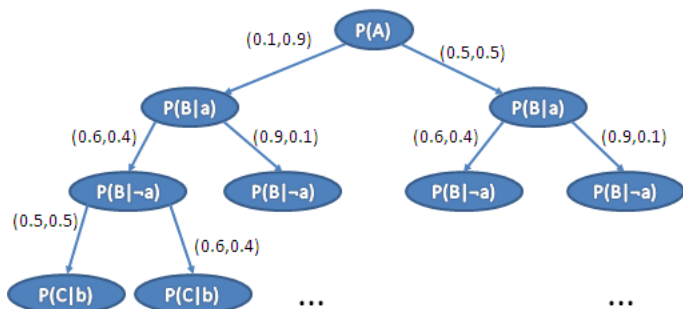 P(A)
(0.1,0.9)
(0.5,0.5)
P(B|a)
P(B|a)
(0.6,0.4)
(0.9,0.1)
(0.6,0.4)
(0.9,0.1)
P(B|¬a)
P(B|¬a)
P(B|¬a)
P(B|¬a)
(0.5,0.5)
(0.6,0.4)
P(C|b)
P(C|b)
...
...